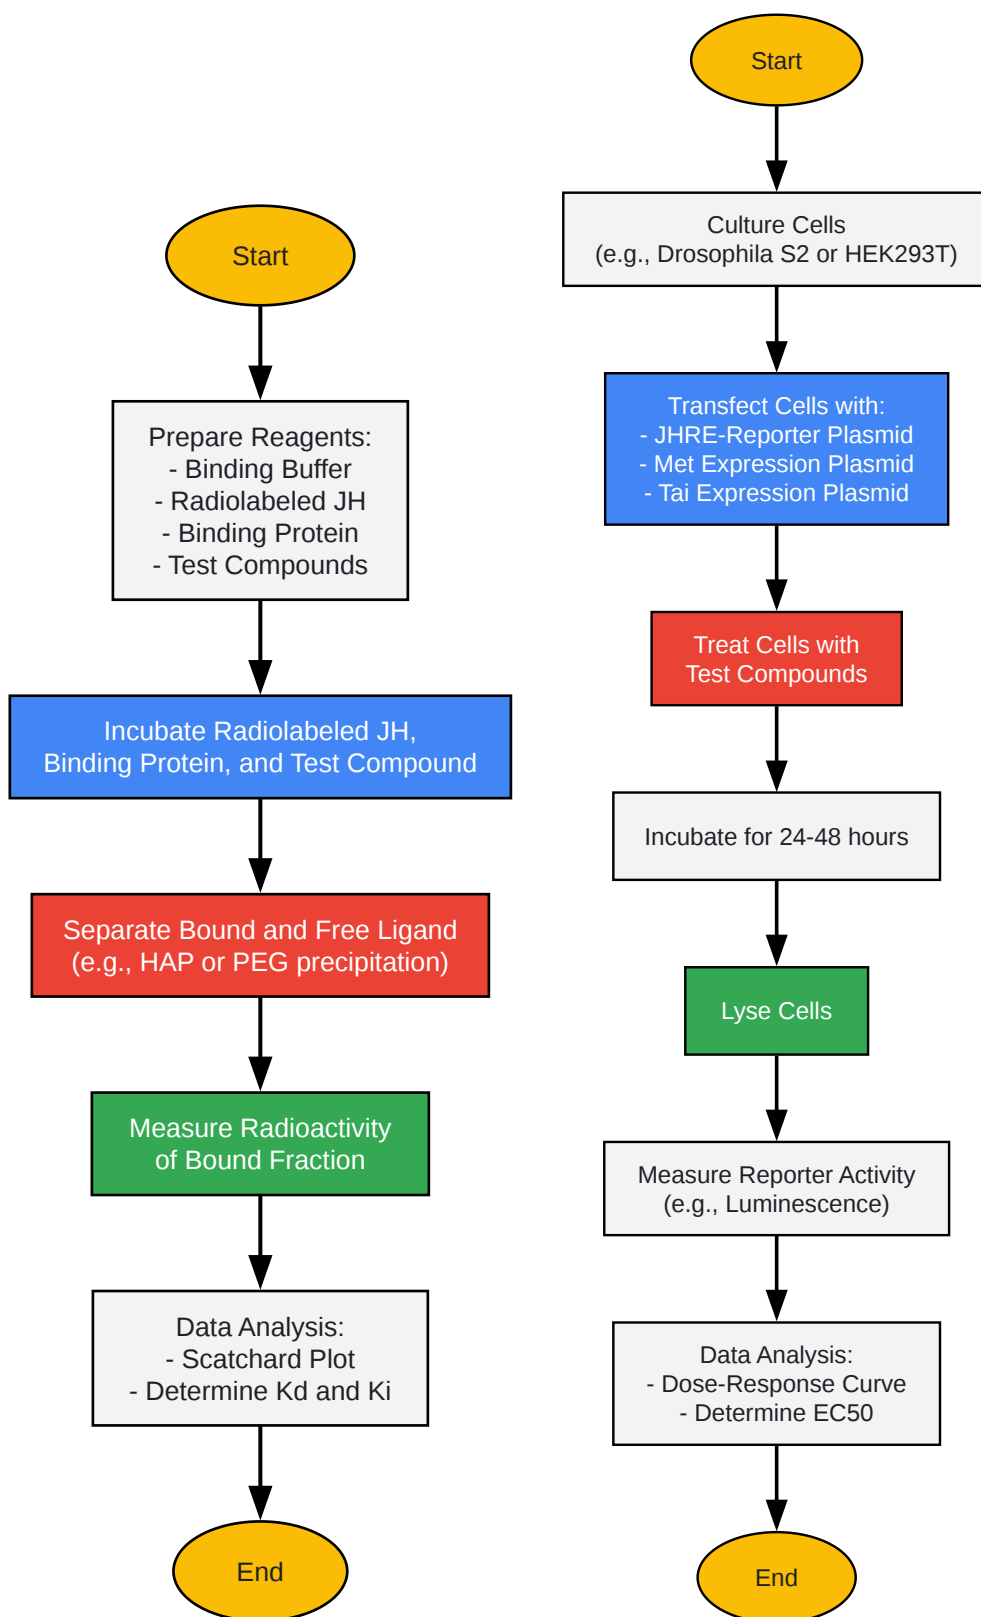 Start
Prepare Reagents:
- Binding Buffer
- Radiolabeled JH
- Binding Protein
- Test Compounds
Incubate Radiolabeled JH,
Binding Protein, and Test Compound
Separate Bound and Free Ligand
(e.g., HAP or PEG precipitation)
Measure Radioactivity
of Bound Fraction
Data Analysis:
- Scatchard Plot
- Determine Kd and Ki
End
Start
Culture Cells
(e.g., Drosophila S2 or HEK293T)
Transfect Cells with:
- JHRE-Reporter Plasmid
- Met Expression Plasmid
- Tai Expression Plasmid
Treat Cells with
Test Compounds
Incubate for 24-48 hours
Lyse Cells
Measure Reporter Activity
(e.g., Luminescence)
Data Analysis:
- Dose-Response Curve
- Determine EC50
End